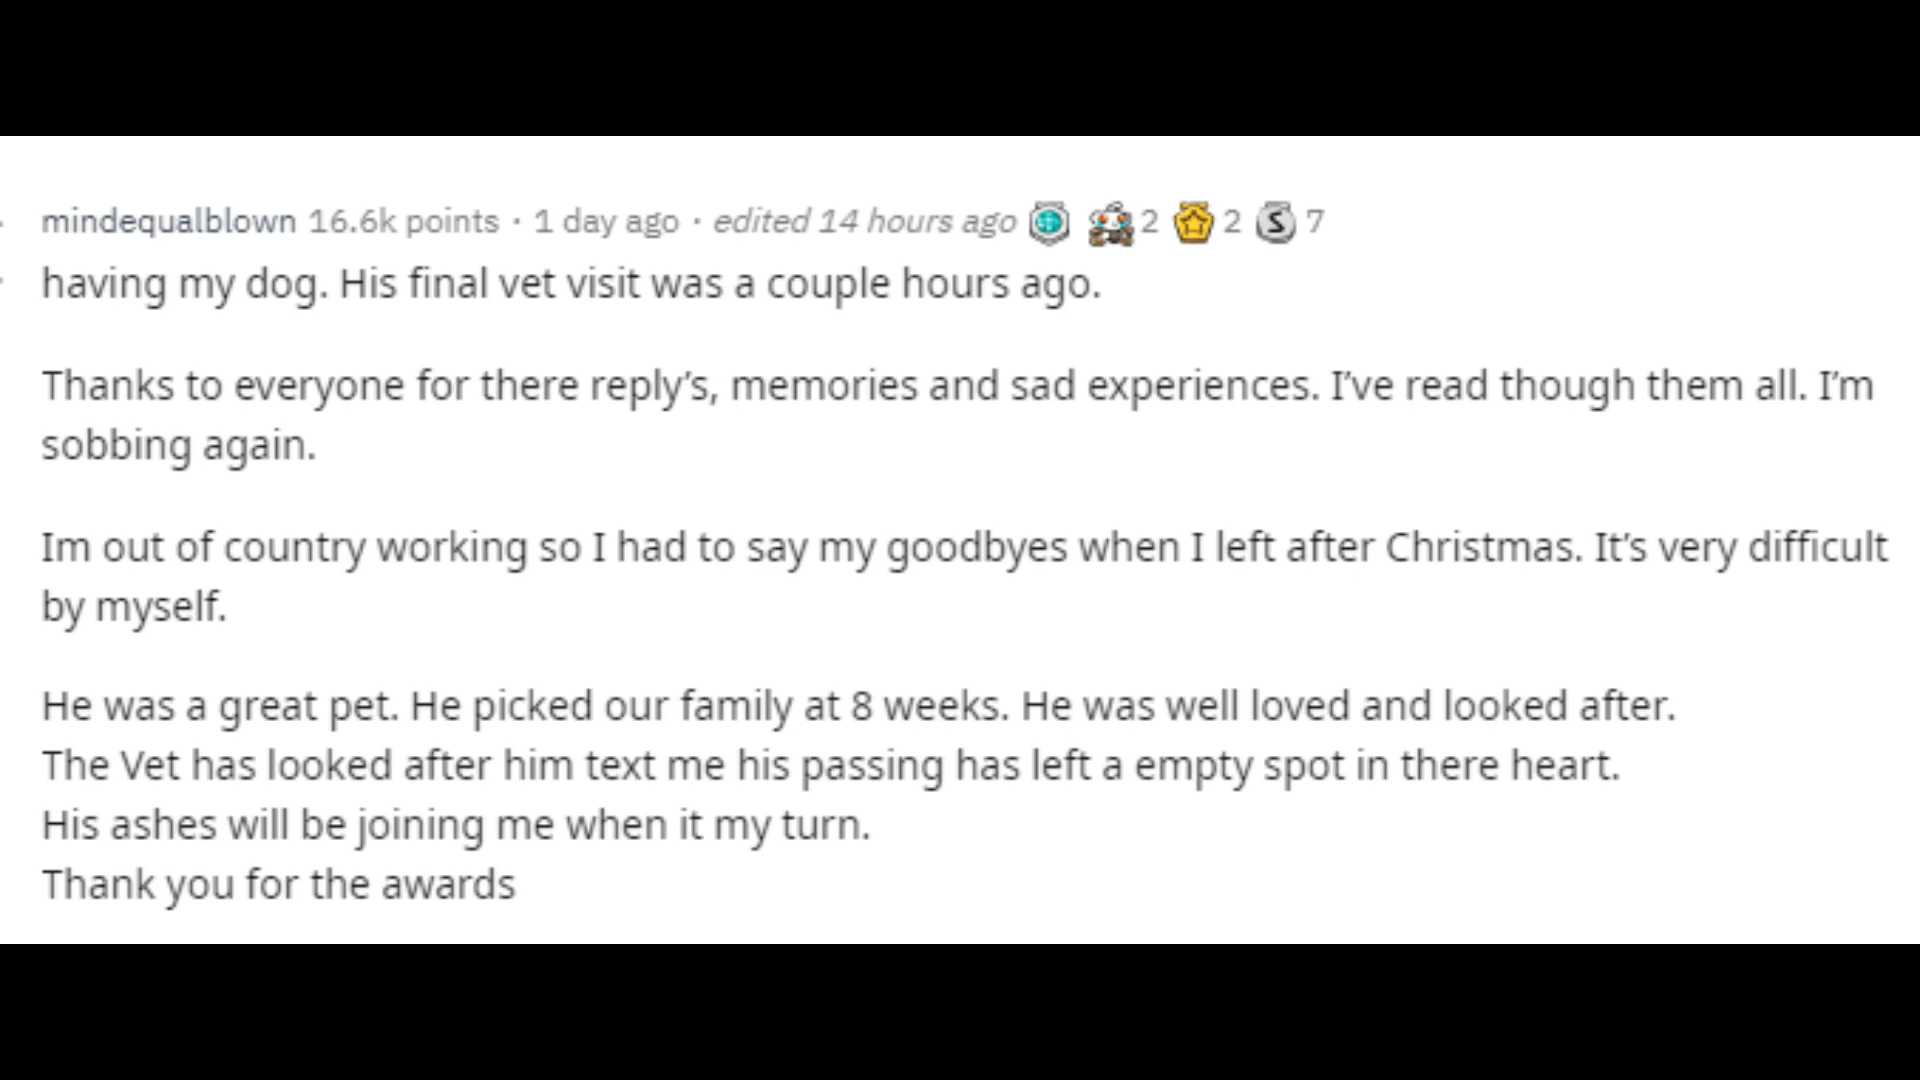 mindequalblown 16.6k points · 1 day ago · edited 14 hours ago 2 2 S 7
having my dog. His final vet visit was a couple hours ago.
Thanks to everyone for there reply’s, memories and sad experiences. I’ve read though them all. I’m
sobbing again.
Im out of country working so I had to say my goodbyes when I left after Christmas. It’s very difficult
by myself.
He was a great pet. He picked our family at 8 weeks. He was well loved and looked after.
The Vet has looked after him text me his passing has left a empty spot in there heart.
His ashes will be joining me when it my turn.
Thank you for the awards